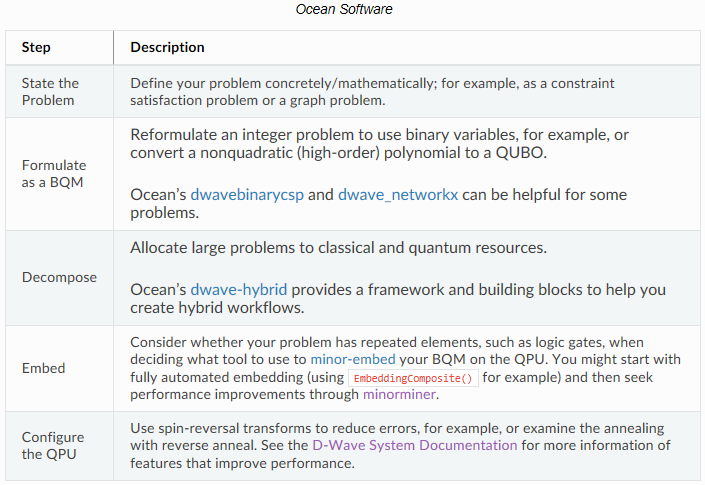 Ocean Software
Step Description
State the
Problem
Define your problem concretely/mathematically; for example, as a constraint
satisfaction problem or a graph problem.
Formulate
as a BQM
Reformulate an integer problem to use binary variables, for example, or
convert a nonquadratic (high-order) polynomial to a QUBO.
Ocean's dwavebinarycsp and dwave_networkx can be helpful for some
problems.
Decompose
Allocate large problems to classical and quantum resources.
Ocean's dwave-hybrid provides a framework and building blocks to help you
create hybrid workflows.
Embed
Consider whether your problem has repeated elements, such as logic gates, when
deciding what tool to use to minor-embed your BQM on the QPU. You might start with
fully automated embedding (using EmbeddingComposite() for example) and then seek
performance improvements through minorminer.
Configure
the QPU
Use spin-reversal transforms to reduce errors, for example, or examine the annealing
with reverse anneal. See the D-Wave System Documentation for more information of
features that improve performance.